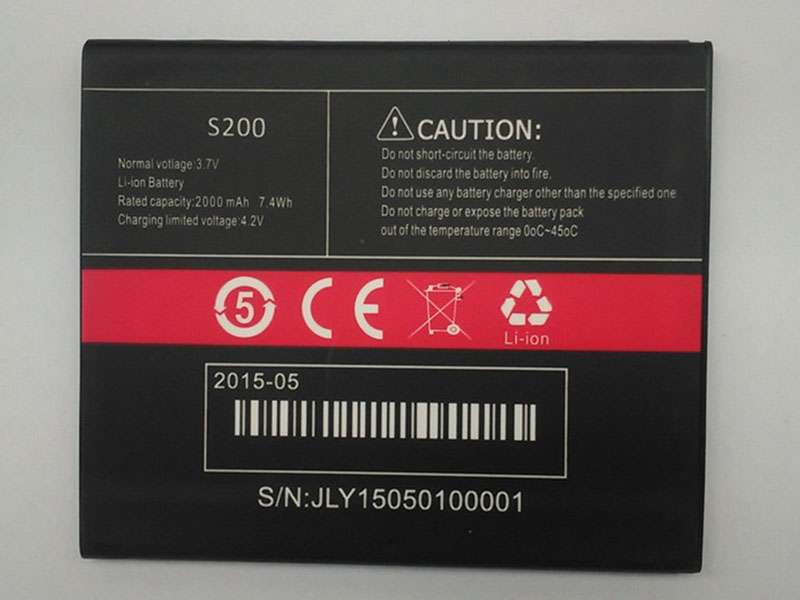 S200
Normal votlage:3.7V
Li-ion Battery
Rated capacity:2000 mAh 7.4Wh
Charging limited voltage:4.2V
CAUTION:
Do not short-circuit the battery.
Do not discard the battery into fire.
Do not use any battery charger other than the specified one
Do not charge or expose the battery pack
out of the temperature range 0oC~45oC
5
CE
Li-ion
2015-05
S/N:JLY15050100001